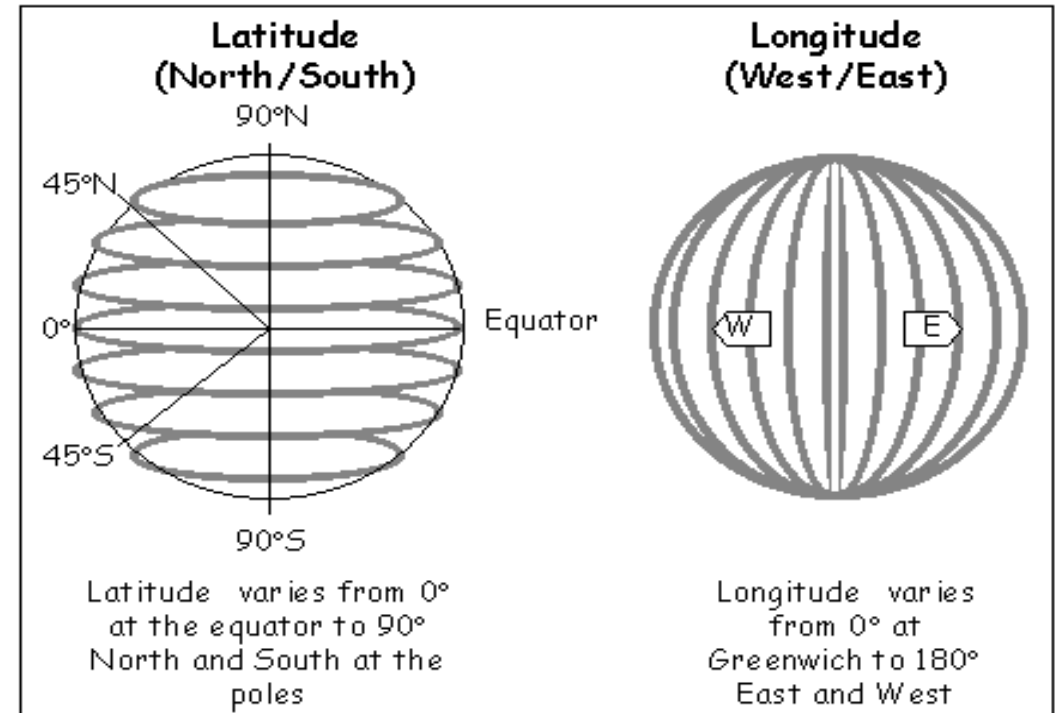 Latitude
(North/South)
90°N
45°N
0°
Equator
45°S
90°S
Latitude varies from 0°
at the equator to 90°
North and South at the
poles
Longitude
(West/East)
W
E
Longitude varies
from 0° at
Greenwich to 180°
East and West